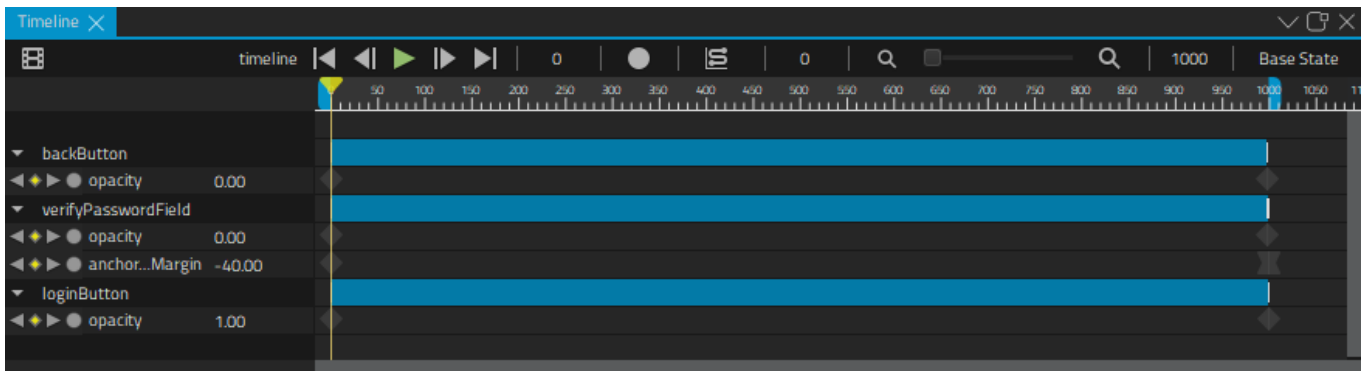 Timeline
timeline 0 0 1000 Base State
50 100 150 200 250 300 350 400 450 500 550 600 650 700 750 800 850 900 950 1000 1050 11
backButton
opacity 0.00
verifyPasswordField
opacity 0.00
anchor...Margin -40.00
loginButton
opacity 1.00